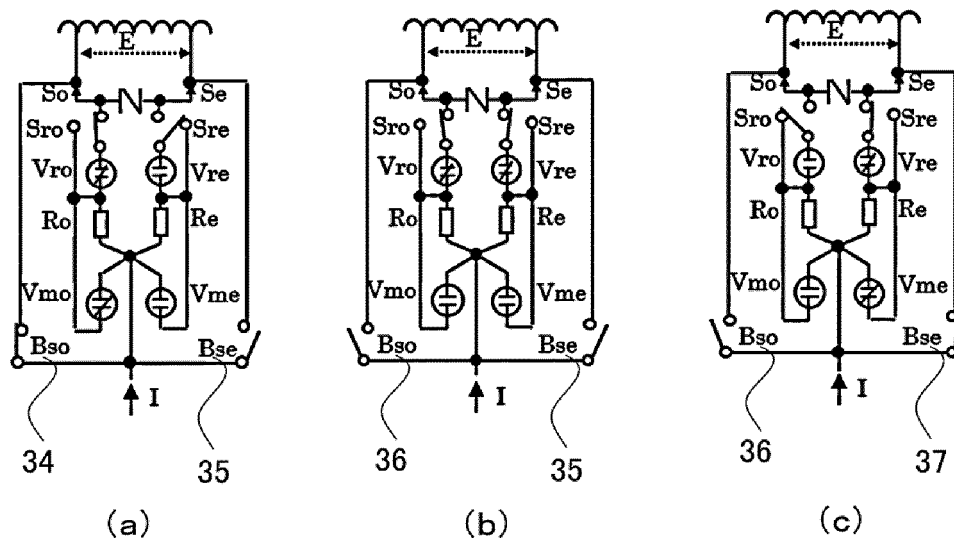 E
So Se
Sro Sre
Vro Vre
Ro Re
Vmo Vme
Bso Bse
I
34 35
(a)
E
So Se
Sro Sre
Vro Vre
Ro Re
Vmo Vme
Bso Bse
I
36 35
(b)
E
So Se
Sro Sre
Vro Vre
Ro Re
Vmo Vme
Bso Bse
I
36 37
(c)